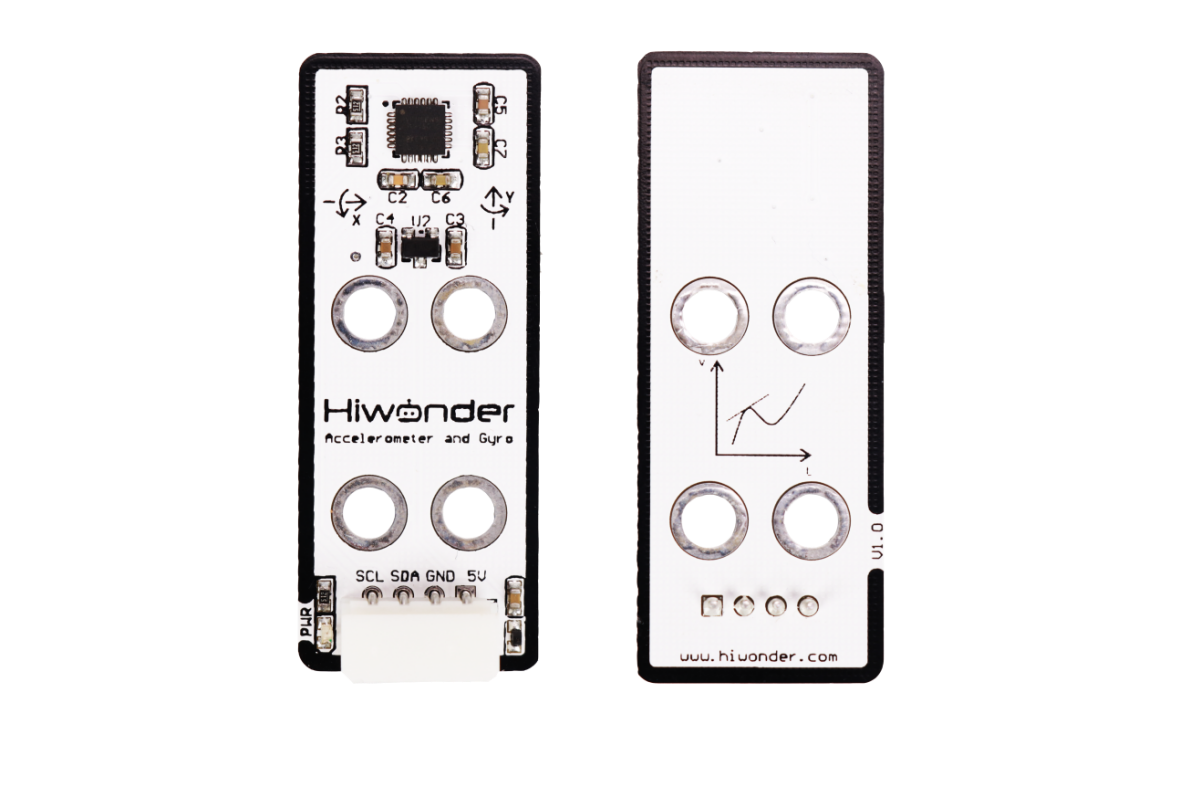 R2
C5
R3
C7
C2 C6
X
Y
C4 U2 C3
Hiwonder
Accelerometer and Gyro
SCL SDA GND 5V
PWR
V
L
V1.0
www.hiwonder.com